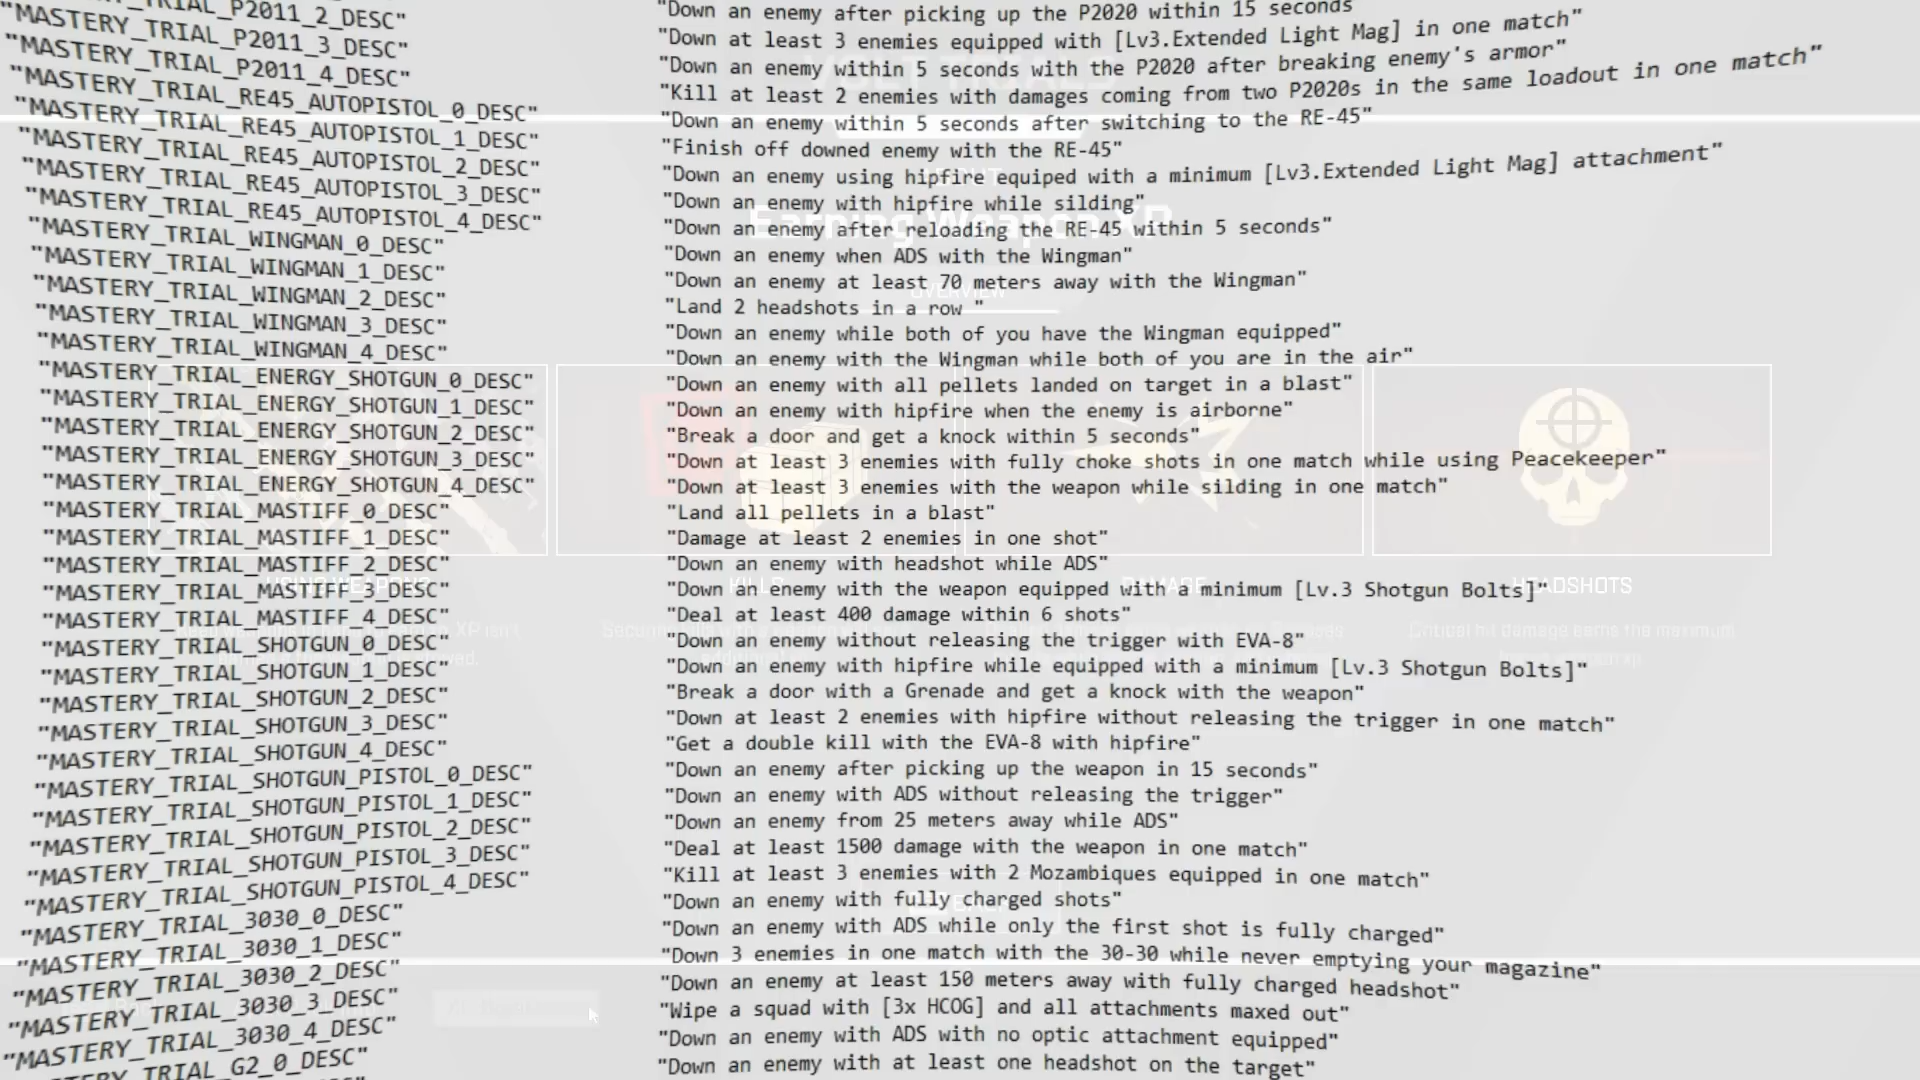 "MASTERY_TRIAL_P2011_2_DESC" "Down an enemy after picking up the P2020 within 15 seconds
"MASTERY_TRIAL_P2011_3_DESC" "Down at least 3 enemies equipped with [Lv3.Extended Light Mag] in one match"
"MASTERY_TRIAL_P2011_4_DESC" "Down an enemy within 5 seconds with the P2020 after breaking enemy's armor"
"MASTERY_TRIAL_RE45_AUTOPISTOL_0_DESC" "Kill at least 2 enemies with damages coming from two P2020s in the same loadout in one match"
"MASTERY_TRIAL_RE45_AUTOPISTOL_1_DESC" "Down an enemy within 5 seconds after switching to the RE-45"
"MASTERY_TRIAL_RE45_AUTOPISTOL_2_DESC" "Finish off downed enemy with the RE-45"
"MASTERY_TRIAL_RE45_AUTOPISTOL_3_DESC" "Down an enemy using hipfire equiped with a minimum [Lv3.Extended Light Mag] attachment"
"MASTERY_TRIAL_RE45_AUTOPISTOL_4_DESC" "Down an enemy with hipfire while silding"
"MASTERY_TRIAL_WINGMAN_0_DESC" "Down an enemy after reloading the RE-45 within 5 seconds"
"MASTERY_TRIAL_WINGMAN_1_DESC" "Down an enemy when ADS with the Wingman"
"MASTERY_TRIAL_WINGMAN_2_DESC" "Down an enemy at least 70 meters away with the Wingman"
"MASTERY_TRIAL_WINGMAN_3_DESC" "Land 2 headshots in a row "
"MASTERY_TRIAL_WINGMAN_4_DESC" "Down an enemy while both of you have the Wingman equipped"
"MASTERY_TRIAL_ENERGY_SHOTGUN_0_DESC" "Down an enemy with the Wingman while both of you are in the air"
"MASTERY_TRIAL_ENERGY_SHOTGUN_1_DESC" "Down an enemy with all pellets landed on target in a blast"
"MASTERY_TRIAL_ENERGY_SHOTGUN_2_DESC" "Down an enemy with hipfire when the enemy is airborne"
"MASTERY_TRIAL_ENERGY_SHOTGUN_3_DESC" "Break a door and get a knock within 5 seconds"
"MASTERY_TRIAL_ENERGY_SHOTGUN_4_DESC" "Down at least 3 enemies with fully choke shots in one match while using Peacekeeper"
"MASTERY_TRIAL_MASTIFF_0_DESC" "Down at least 3 enemies with the weapon while silding in one match"
"MASTERY_TRIAL_MASTIFF_1_DESC" "Land all pellets in a blast"
"MASTERY_TRIAL_MASTIFF_2_DESC" "Damage at least 2 enemies in one shot"
"MASTERY_TRIAL_MASTIFF_3_DESC" "Down an enemy with headshot while ADS"
"MASTERY_TRIAL_MASTIFF_4_DESC" "Down an enemy with the weapon equipped with a minimum [Lv.3 Shotgun Bolts]"
"MASTERY_TRIAL_SHOTGUN_0_DESC" "Deal at least 400 damage within 6 shots"
"MASTERY_TRIAL_SHOTGUN_1_DESC" "Down an enemy without releasing the trigger with EVA-8"
"MASTERY_TRIAL_SHOTGUN_2_DESC" "Down an enemy with hipfire while equipped with a minimum [Lv.3 Shotgun Bolts]"
"MASTERY_TRIAL_SHOTGUN_3_DESC" "Break a door with a Grenade and get a knock with the weapon"
"MASTERY_TRIAL_SHOTGUN_4_DESC" "Down at least 2 enemies with hipfire without releasing the trigger in one match"
"MASTERY_TRIAL_SHOTGUN_PISTOL_0_DESC" "Get a double kill with the EVA-8 with hipfire"
"MASTERY_TRIAL_SHOTGUN_PISTOL_1_DESC" "Down an enemy after picking up the weapon in 15 seconds"
"MASTERY_TRIAL_SHOTGUN_PISTOL_2_DESC" "Down an enemy with ADS without releasing the trigger"
"MASTERY_TRIAL_SHOTGUN_PISTOL_3_DESC" "Down an enemy from 25 meters away while ADS"
"MASTERY_TRIAL_SHOTGUN_PISTOL_4_DESC" "Deal at least 1500 damage with the weapon in one match"
"MASTERY_TRIAL_3030_0_DESC" "Kill at least 3 enemies with 2 Mozambiques equipped in one match"
"MASTERY_TRIAL_3030_1_DESC" "Down an enemy with fully charged shots"
"MASTERY_TRIAL_3030_2_DESC" "Down an enemy with ADS while only the first shot is fully charged"
"MASTERY_TRIAL_3030_3_DESC" "Down 3 enemies in one match with the 30-30 while never emptying your magazine"
"MASTERY_TRIAL_3030_4_DESC" "Down an enemy at least 150 meters away with fully charged headshot"
TRIAL_G2_0_DESC" "Wipe a squad with [3x HCOG] and all attachments maxed out"
"Down an enemy with ADS with no optic attachment equipped"
"Down an enemy with at least one headshot on the target"
Earning Weapon XP
OVERVIEW
USING WEAPONS KILLS DAMAGE HEADSHOTS
Critical hit damage earns the maximum
BACK